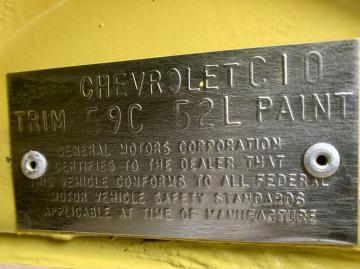 CHEVROLET C10
TRIM 59C 52L PAINT
GENERAL MOTORS CORPORATION
CERTIFIES TO THE DEALER THAT
THIS VEHICLE CONFORMS TO ALL FEDERAL
MOTOR VEHICLE SAFETY STANDARDS
APPLICABLE AT TIME OF MANUFACTURE